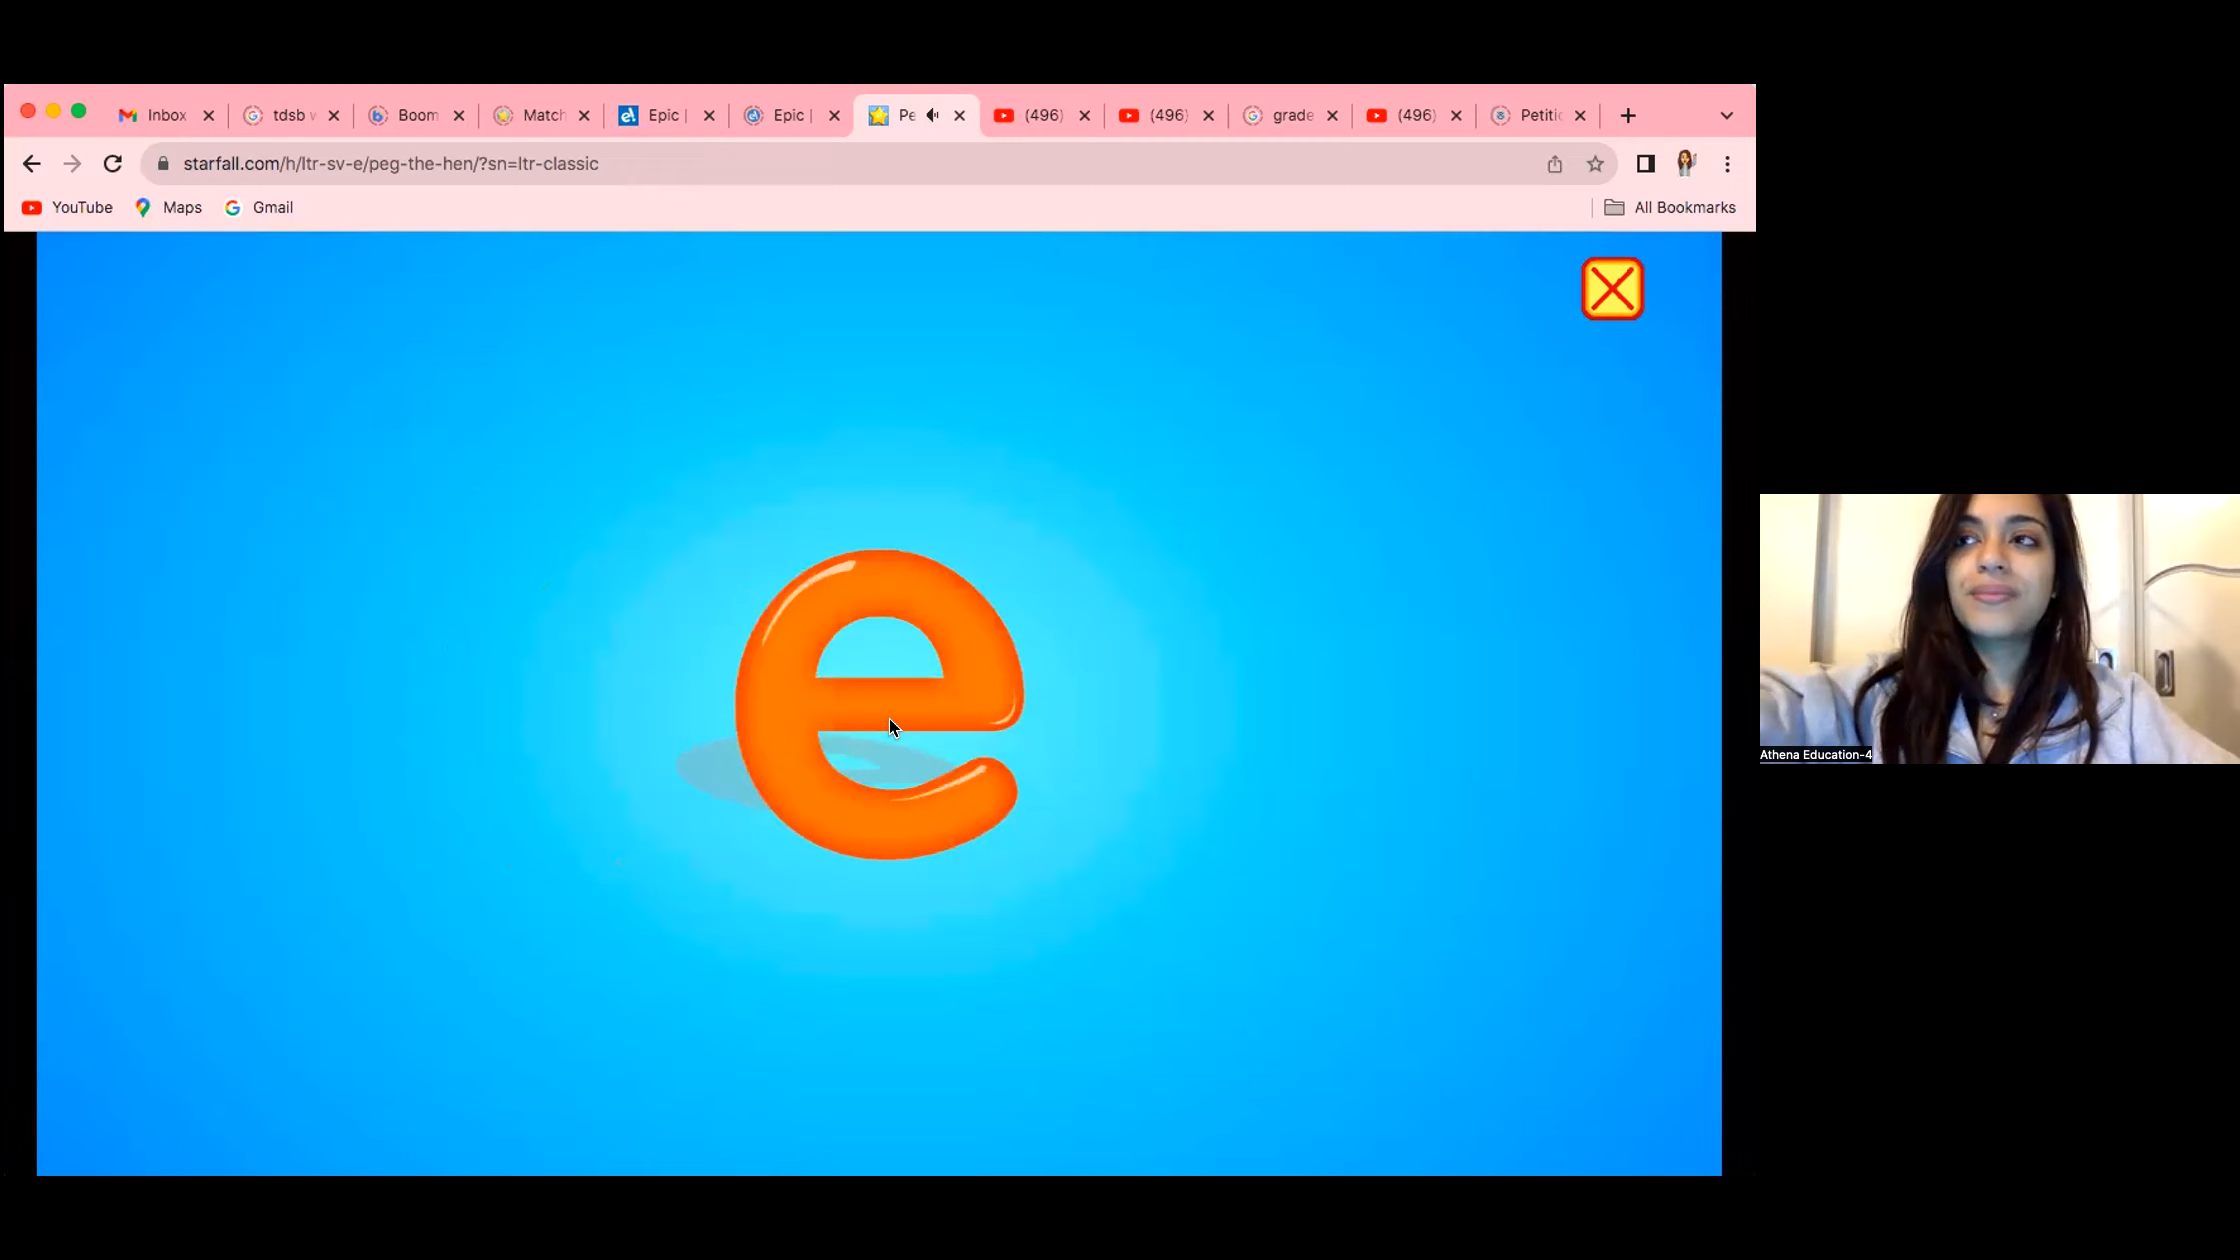 Inbox tdsb w Boom Match Epic | Epic | Pe (496) (496) grade (496) Petitic
starfall.com/h/ltr-sv-e/peg-the-hen/?sn=ltr-classic
YouTube Maps Gmail All Bookmarks
e
Athena Education-4